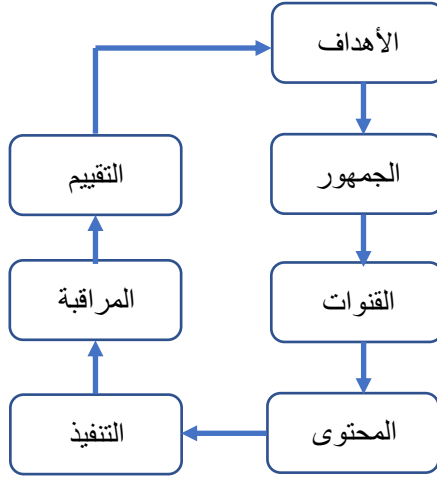 الأهداف
الجمهور
القنوات
المحتوى
التنفيذ
المراقبة
التقييم